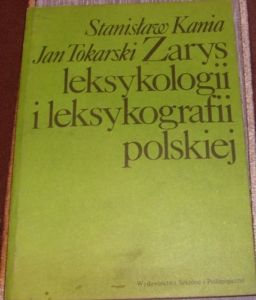 Stanisław Kania
Jan Tokarski Zarys
leksykologii
i leksykografii
polskiej
Wydawnictwa Szkolne i Pedagogiczne